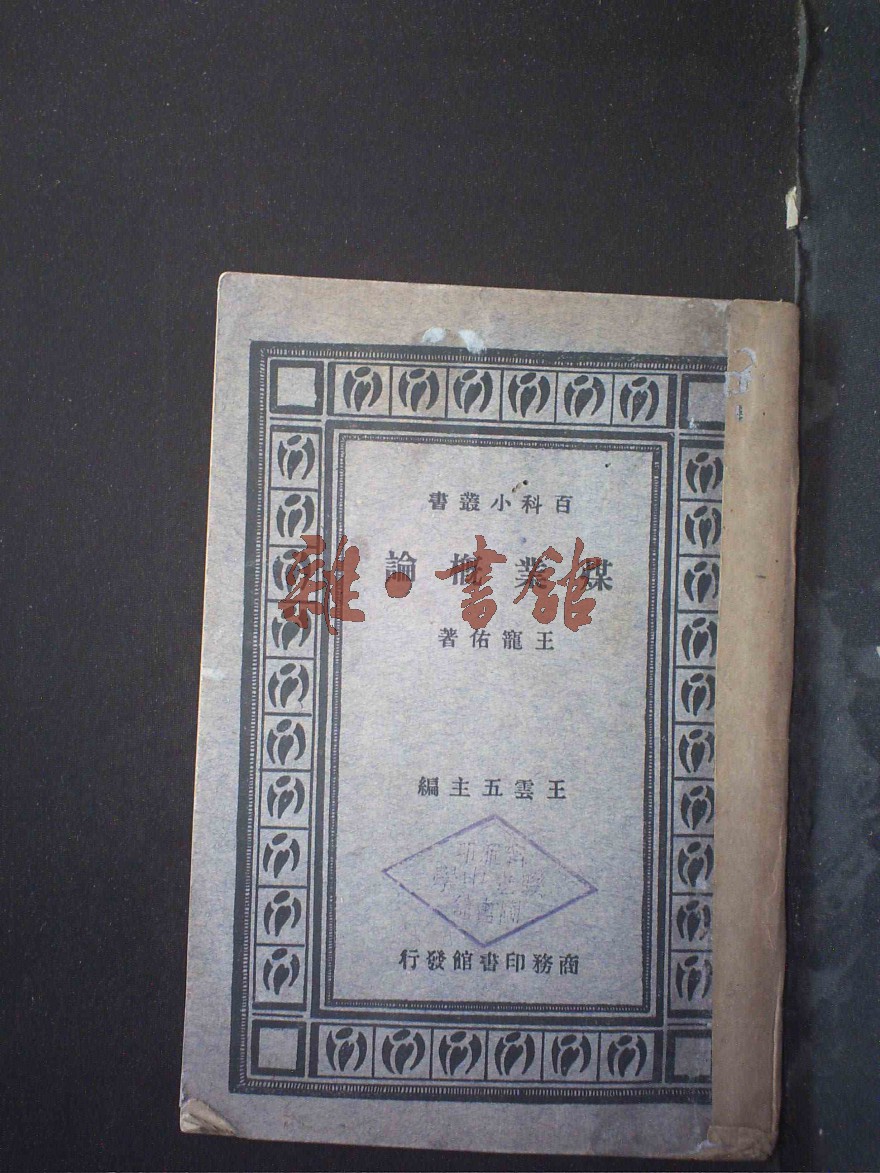 百科小叢書
煤業概論
王寵佑著
王雲五主編
商務印書館發行
雜·書館